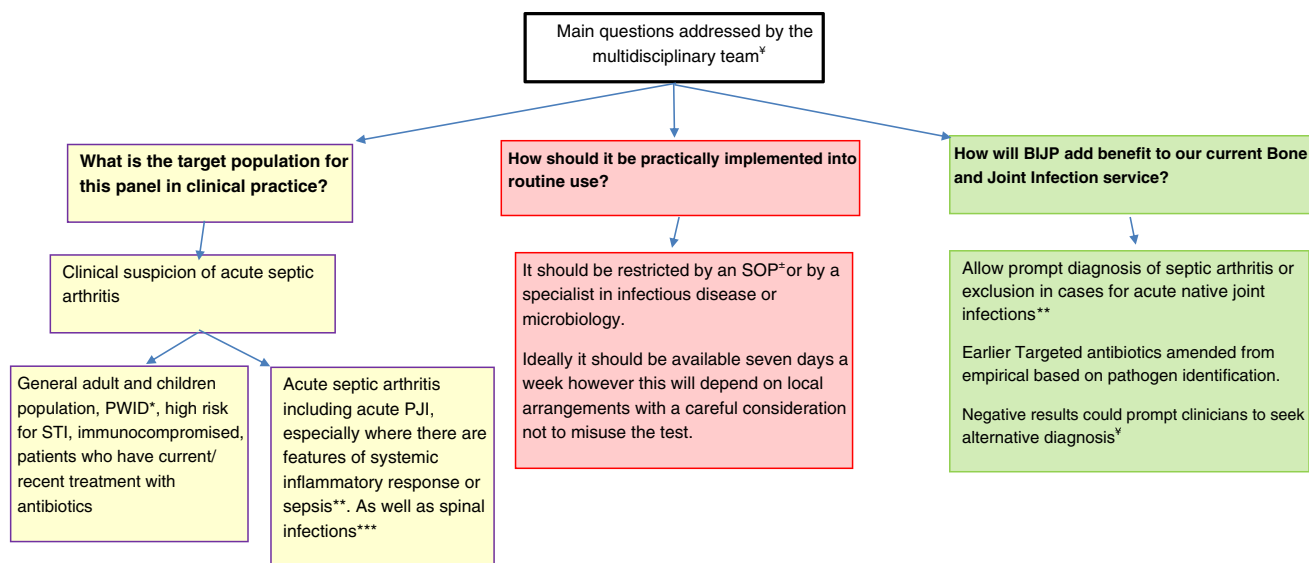 Main questions addressed by the
multidisciplinary team¥
What is the target population for
this panel in clinical practice?
How should it be practically implemented into
routine use?
How will BIJP add benefit to our current Bone
and Joint Infection service?
Clinical suspicion of acute septic
arthritis
General adult and children
population, PWID*, high risk
for STI, immunocompromised,
patients who have current/
recent treatment with
antibiotics
Acute septic arthritis
including acute PJI,
especially where there are
features of systemic
inflammatory response or
sepsis**. As well as spinal
infections***
It should be restricted by an SOP± or by a
specialist in infectious disease or
microbiology.
Ideally it should be available seven days a
week however this will depend on local
arrangements with a careful consideration
not to misuse the test.
Allow prompt diagnosis of septic arthritis or
exclusion in cases for acute native joint
infections**
Earlier Targeted antibiotics amended from
empirical based on pathogen identification.
Negative results could prompt clinicians to seek
alternative diagnosis¥